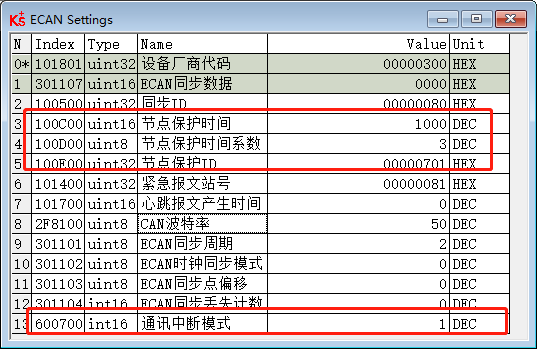 Ks ECAN Settings
N Index Type Name Value Unit
0* 101801 uint32 设备厂商代码 00000300 HEX
1 301107 uint16 ECAN同步数据 0000 HEX
2 100500 uint32 同步ID 00000080 HEX
3 100C00 uint16 节点保护时间 1000 DEC
4 100D00 uint8 节点保护时间系数 3 DEC
5 100E00 uint32 节点保护ID 00000701 HEX
6 101400 uint32 紧急报文站号 00000081 HEX
7 101700 uint16 心跳报文产生时间 0 DEC
8 2F8100 uint8 CAN波特率 50 DEC
9 301101 uint8 ECAN同步周期 2 DEC
10 301102 uint8 ECAN时钟同步模式 0 DEC
11 301103 uint8 ECAN同步点偏移 0 DEC
12 301104 int16 ECAN同步丢失计数 0 DEC
13 600700 int16 通讯中断模式 1 DEC